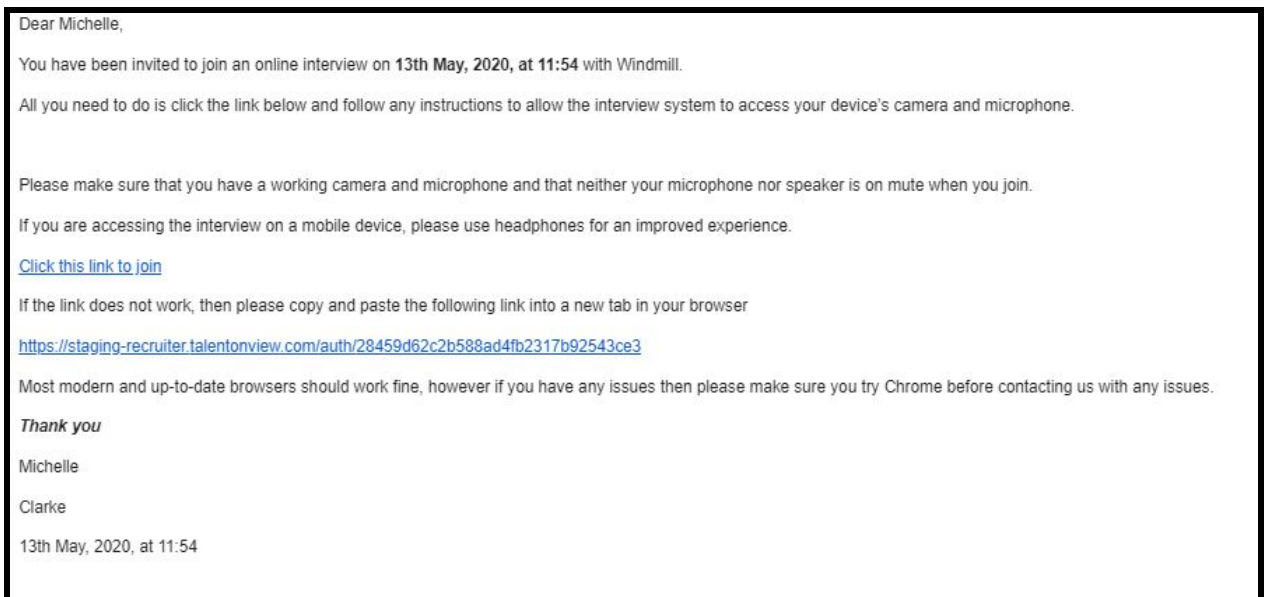 Dear Michelle,
You have been invited to join an online interview on 13th May, 2020, at 11:54 with Windmill.
All you need to do is click the link below and follow any instructions to allow the interview system to access your device's camera and microphone.
Please make sure that you have a working camera and microphone and that neither your microphone nor speaker is on mute when you join.
If you are accessing the interview on a mobile device, please use headphones for an improved experience.
Click this link to join
If the link does not work, then please copy and paste the following link into a new tab in your browser
https://staging-recruiter.talentonview.com/auth/28459d62c2b588ad4fb2317b92543ce3
Most modern and up-to-date browsers should work fine, however if you have any issues then please make sure you try Chrome before contacting us with any issues.
Thank you
Michelle
Clarke
13th May, 2020, at 11:54